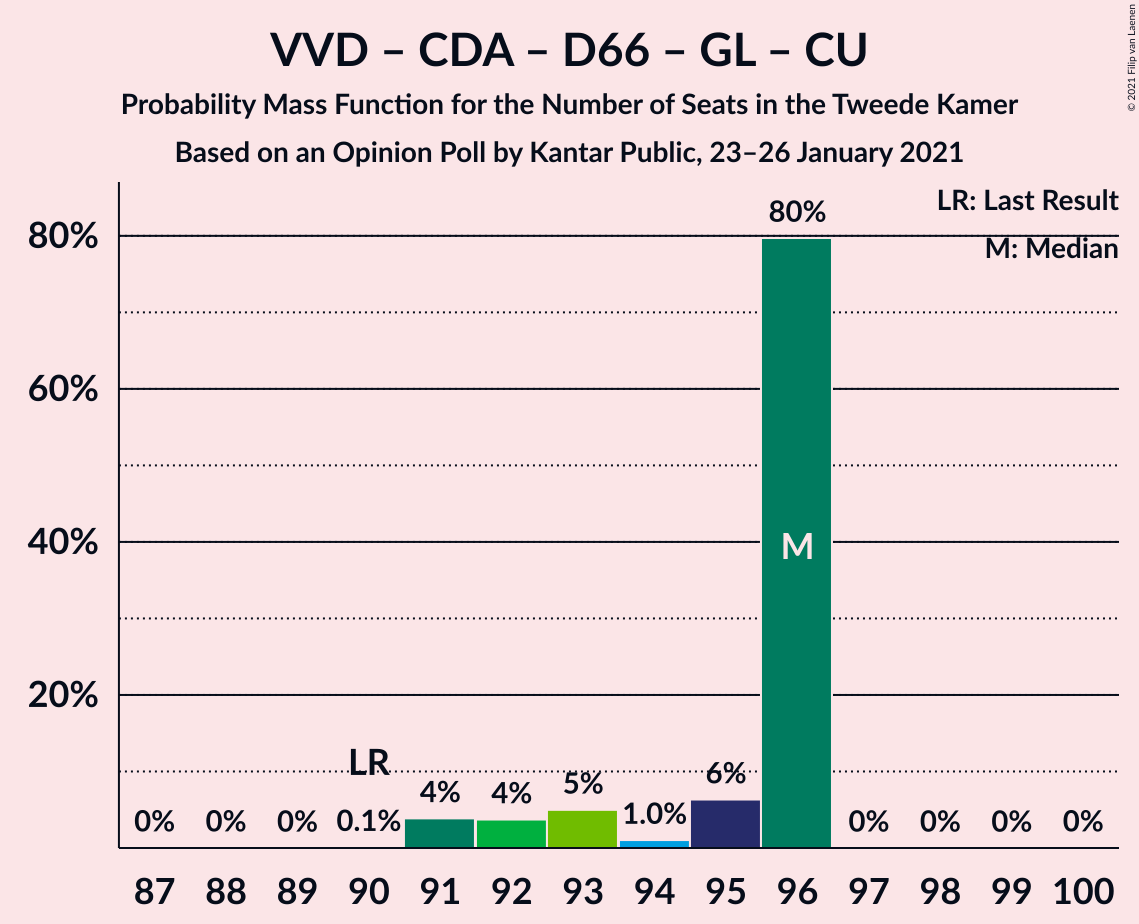 VVD – CDA – D66 – GL – CU
Probability Mass Function for the Number of Seats in the Tweede Kamer
Based on an Opinion Poll by Kantar Public, 23–26 January 2021
© 2021 Filip van Laenen
LR: Last Result
M: Median
80%
60%
40%
20%
0% 0% 0% 0.1% 4% 4% 5% 1.0% 6% 80% 0% 0% 0% 0%
LR
M
87 88 89 90 91 92 93 94 95 96 97 98 99 100